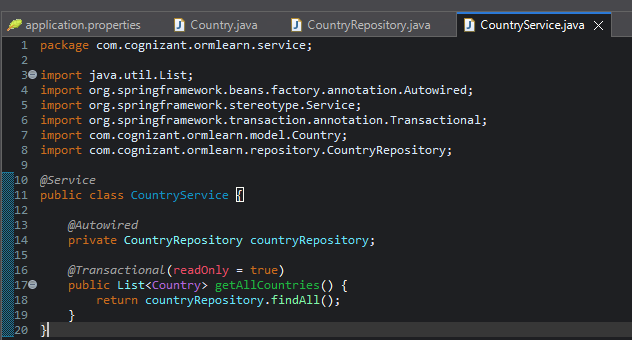 application.properties Country.java CountryRepository.java CountryService.java
1 package com.cognizant.ormlearn.service;
2
3 import java.util.List;
4 import org.springframework.beans.factory.annotation.Autowired;
5 import org.springframework.stereotype.Service;
6 import org.springframework.transaction.annotation.Transactional;
7 import com.cognizant.ormlearn.model.Country;
8 import com.cognizant.ormlearn.repository.CountryRepository;
9
10 @Service
11 public class CountryService {
12
13     @Autowired
14     private CountryRepository countryRepository;
15
16     @Transactional(readOnly = true)
17     public List<Country> getAllCountries() {
18         return countryRepository.findAll();
19     }
20 }